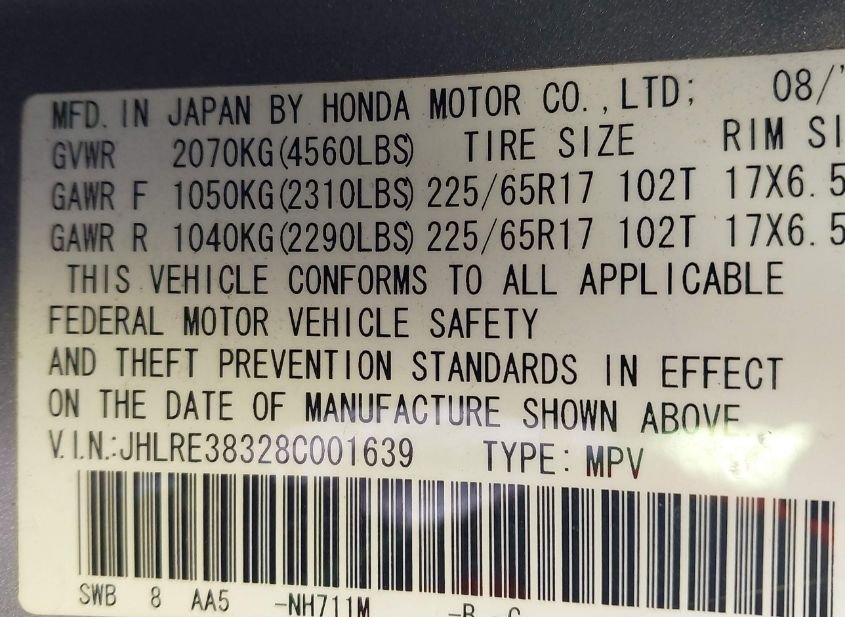 MFD. IN JAPAN BY HONDA MOTOR CO.,LTD; 08/'
GVWR 2070KG(4560LBS) TIRE SIZE RIM SI
GAWR F 1050KG(2310LBS) 225/65R17 102T 17X6.5
GAWR R 1040KG(2290LBS) 225/65R17 102T 17X6.5
THIS VEHICLE CONFORMS TO ALL APPLICABLE
FEDERAL MOTOR VEHICLE SAFETY
AND THEFT PREVENTION STANDARDS IN EFFECT
ON THE DATE OF MANUFACTURE SHOWN ABOVE.
V.I.N.:JHLRE38328C001639 TYPE: MPV
SWB 8 AA5 -NH711M -B C